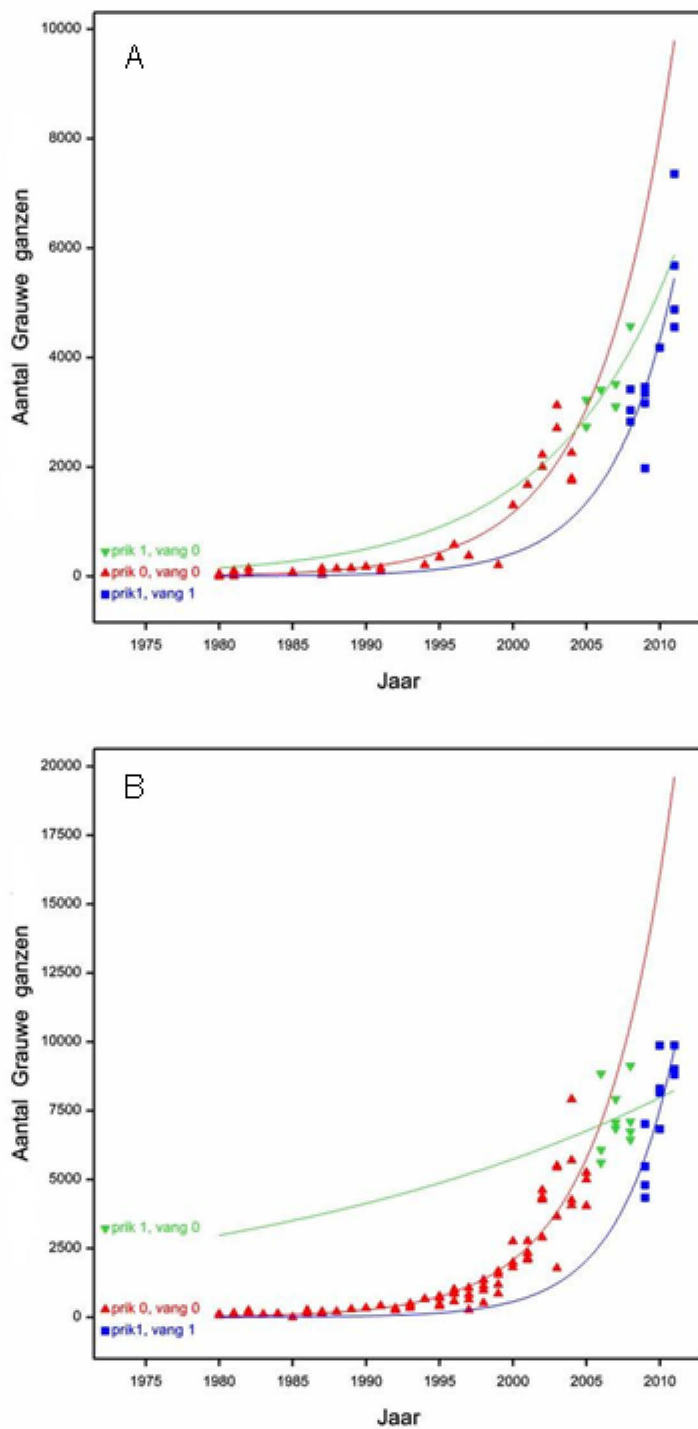 A
10000
8000
6000
4000
2000
0
Aantal Grauwe ganzen
prik 1, vang 0
prik 0, vang 0
prik1, vang 1
1975 1980 1985 1990 1995 2000 2005 2010
Jaar
B
20000
17500
15000
12500
10000
7500
5000
2500
0
Aantal Grauwe ganzen
prik 1, vang 0
prik 0, vang 0
prik1, vang 1
1975 1980 1985 1990 1995 2000 2005 2010
Jaar